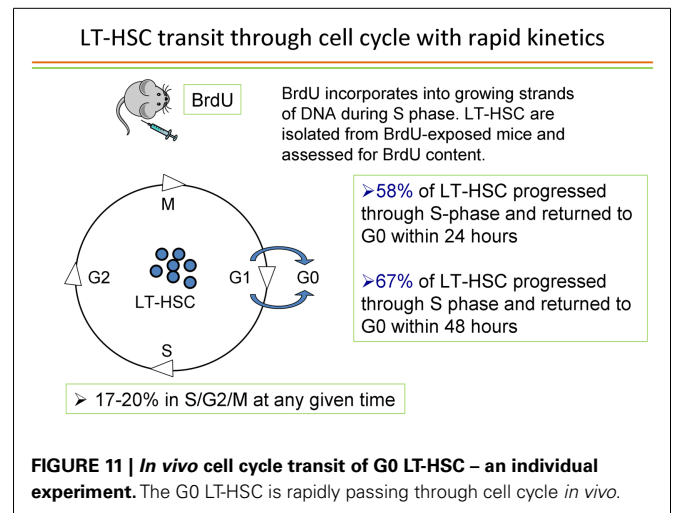 LT-HSC transit through cell cycle with rapid kinetics
BrdU
BrdU incorporates into growing strands
of DNA during S phase. LT-HSC are
isolated from BrdU-exposed mice and
assessed for BrdU content.
M
G2
LT-HSC
G1
G0
S
➢58% of LT-HSC progressed
through S-phase and returned to
G0 within 24 hours
➢67% of LT-HSC progressed
through S phase and returned to
G0 within 48 hours
➢ 17-20% in S/G2/M at any given time
FIGURE 11 | In vivo cell cycle transit of G0 LT-HSC – an individual
experiment. The G0 LT-HSC is rapidly passing through cell cycle in vivo.